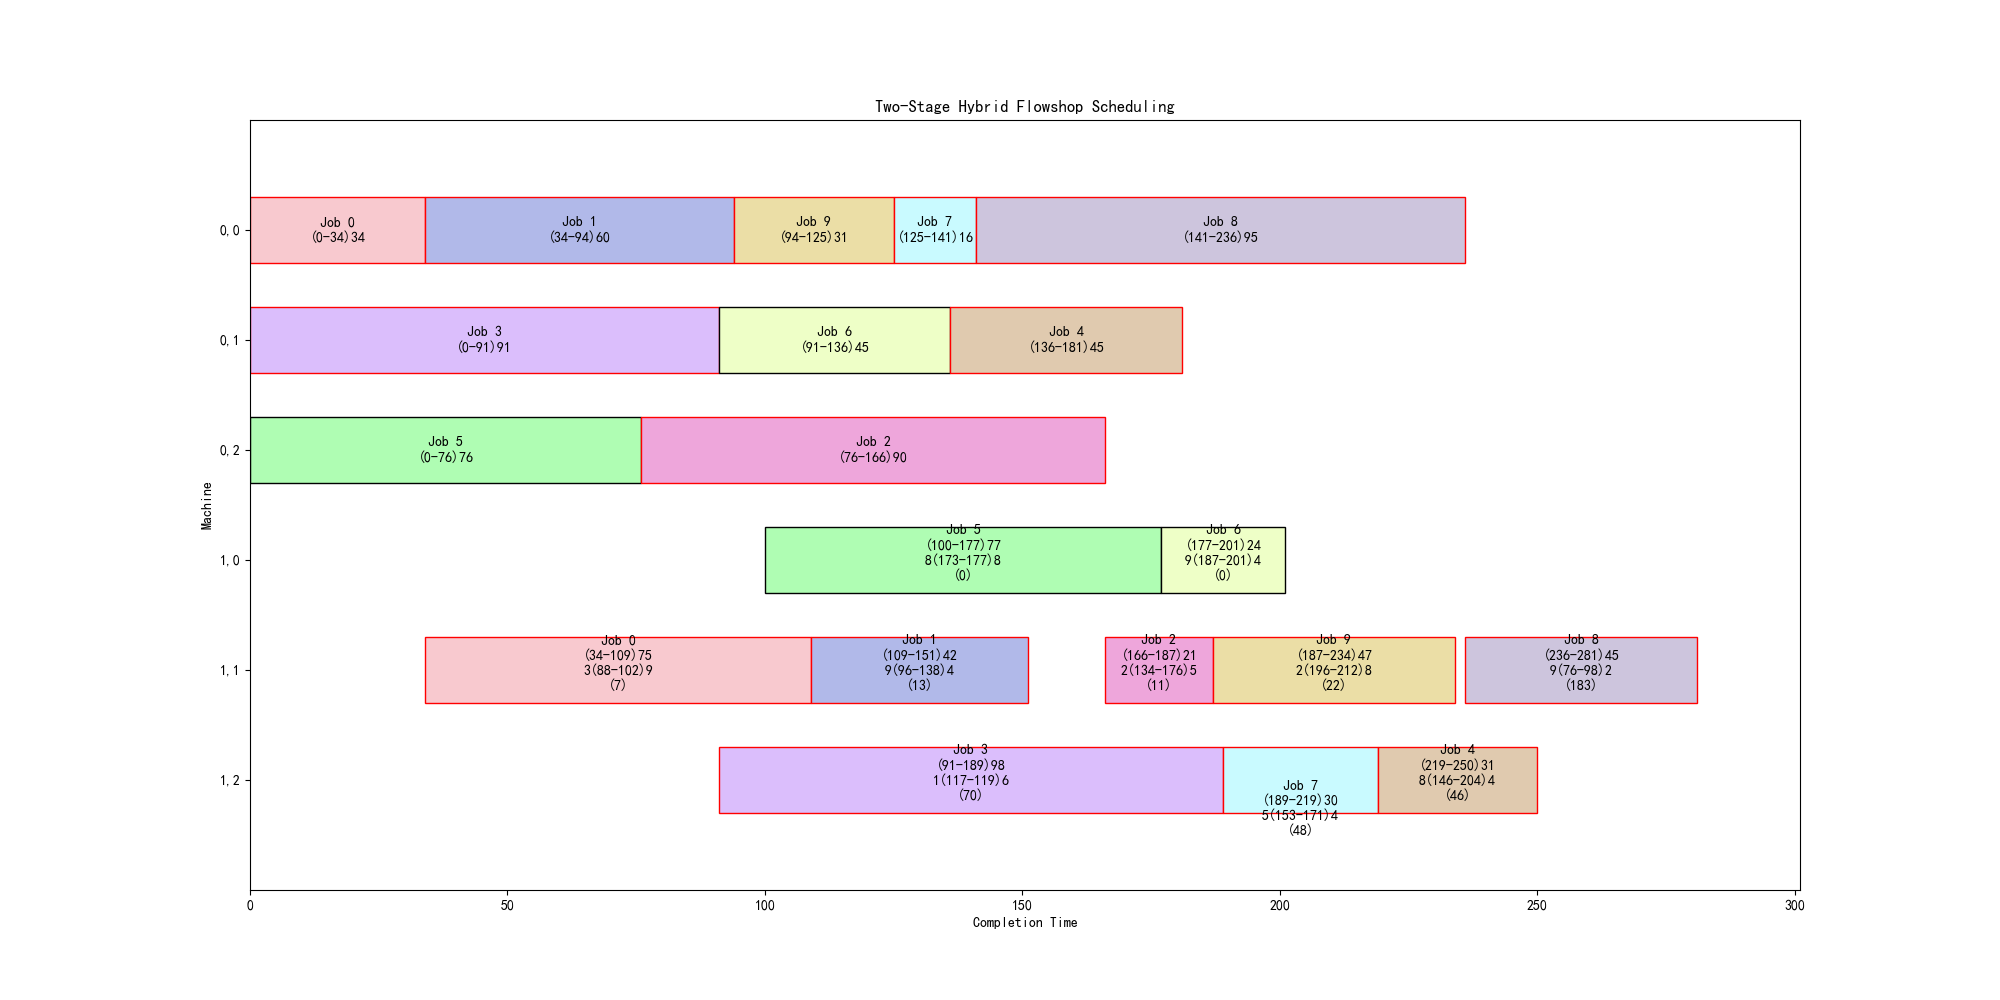 Two-Stage Hybrid Flowshop Scheduling
Machine
0,0
Job 0
(0-34)34
Job 1
(34-94)60
Job 9
(94-125)31
Job 7
(125-141)16
Job 8
(141-236)95
0,1
Job 3
(0-91)91
Job 6
(91-136)45
Job 4
(136-181)45
0,2
Job 5
(0-76)76
Job 2
(76-166)90
1,0
Job 5
(100-177)77
8(173-177)8
(0)
Job 6
(177-201)24
9(187-201)4
(0)
1,1
Job 0
(34-109)75
3(88-102)9
(7)
Job 1
(109-151)42
9(96-138)4
(13)
Job 2
(166-187)21
2(134-176)5
(11)
Job 9
(187-234)47
2(196-212)8
(22)
Job 8
(236-281)45
9(76-98)2
(183)
1,2
Job 3
(91-189)98
1(117-119)6
(70)
Job 7
(189-219)30
5(153-171)4
(48)
Job 4
(219-250)31
8(146-204)4
(46)
0
50
100
150
200
250
300
Completion Time